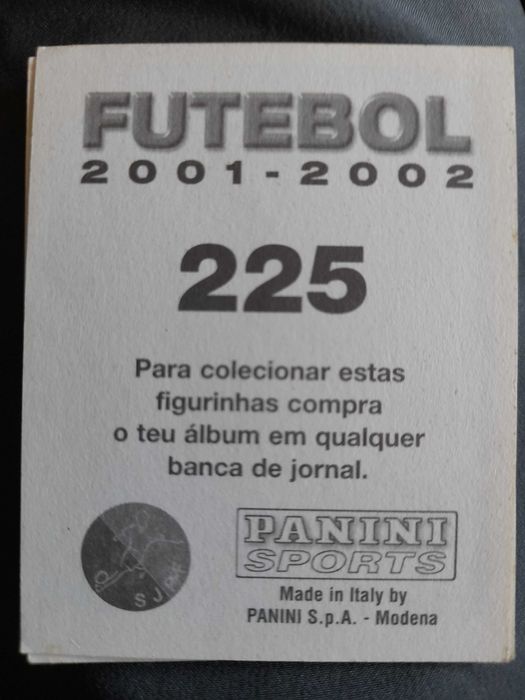 FUTEBOL
2001-2002
225
Para colecionar estas
figurinhas compra
o teu álbum em qualquer
banca de jornal.
SJPF
PANINI
SPORTS
Made in Italy by
PANINI S.p.A. - Modena